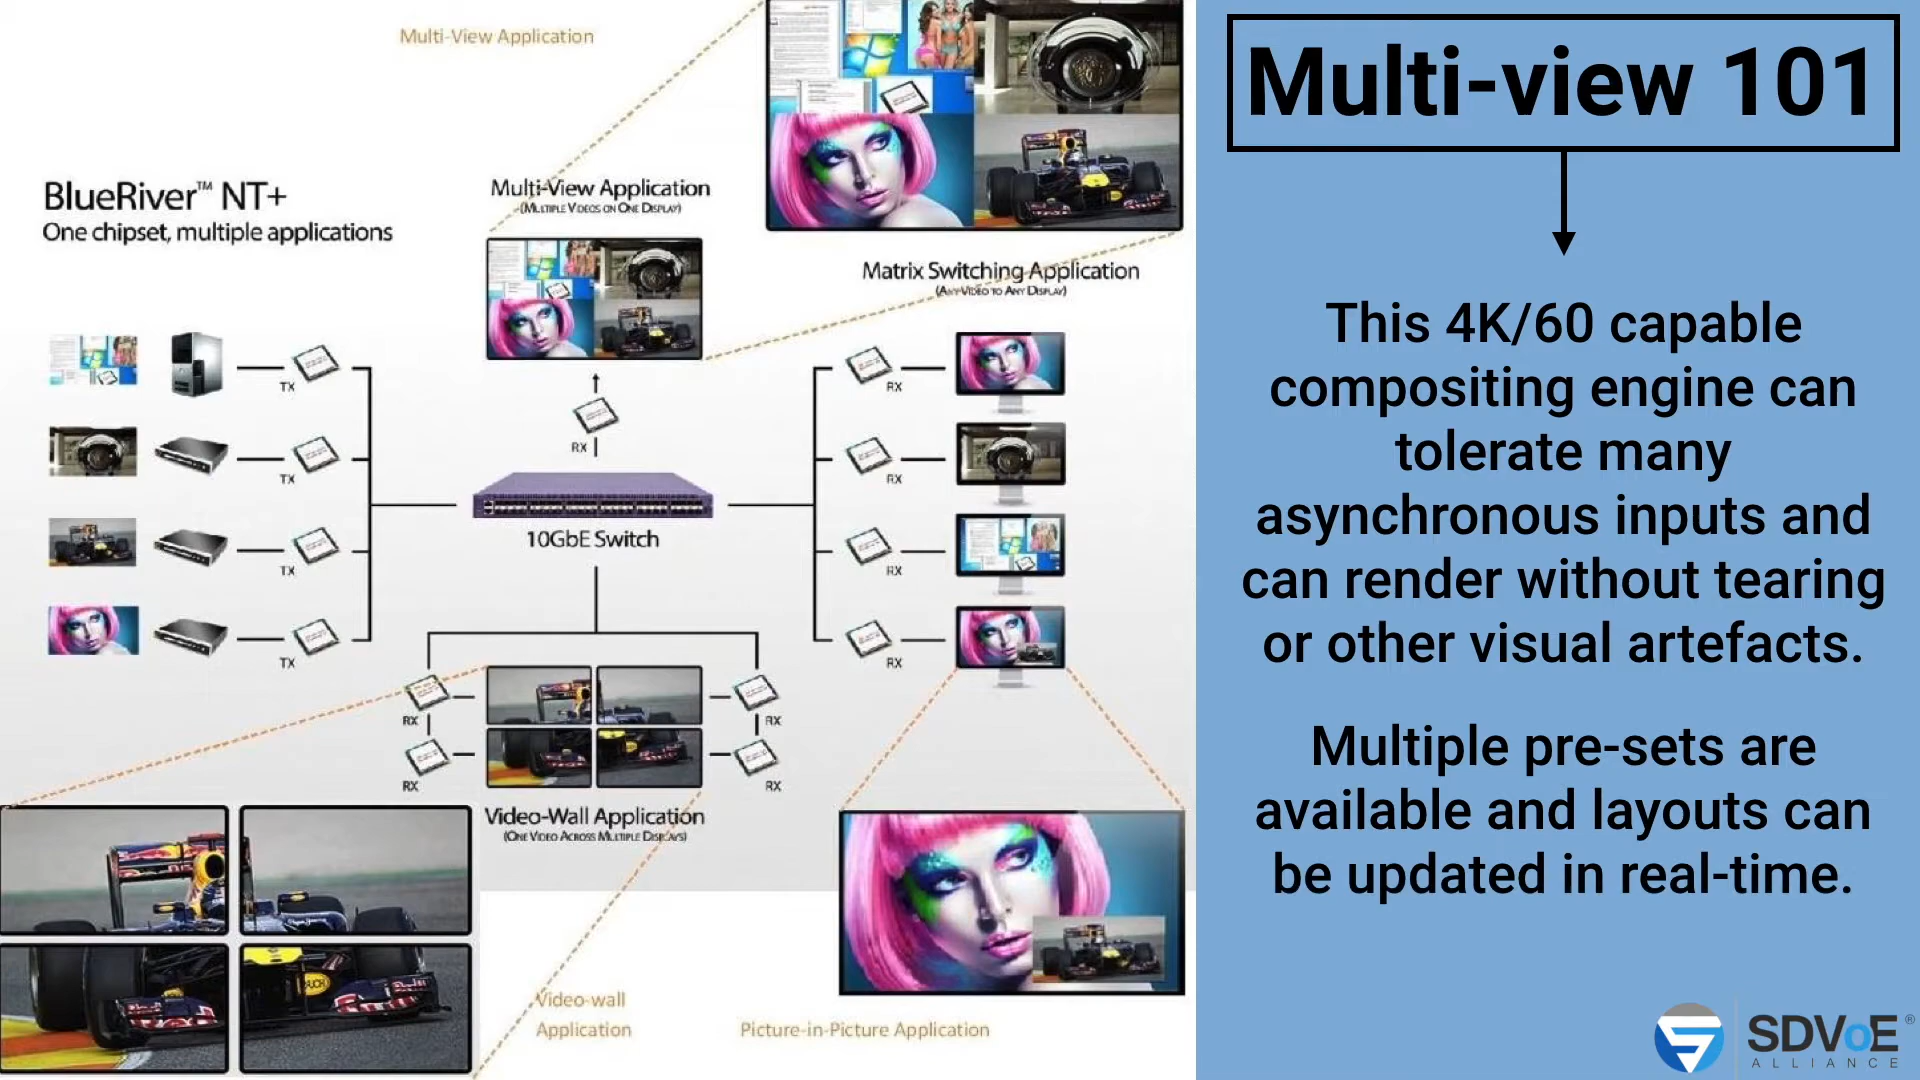 Multi-View Application
Multi-view 101
BlueRiver™ NT+
One chipset, multiple applications
Multi-View Application
(Multiple Videos on One Display)
Matrix Switching Application
(Any Video to Any Display)
TX
TX
TX
TX
RX
10GbE Switch
RX
RX
RX
RX
RX
RX
RX
RX
Video-Wall Application
(One Video Across Multiple Displays)
Video-wall
Application
Picture-in-Picture Application
This 4K/60 capable
compositing engine can
tolerate many
asynchronous inputs and
can render without tearing
or other visual artefacts.
Multiple pre-sets are
available and layouts can
be updated in real-time.
SDVoE®
ALLIANCE